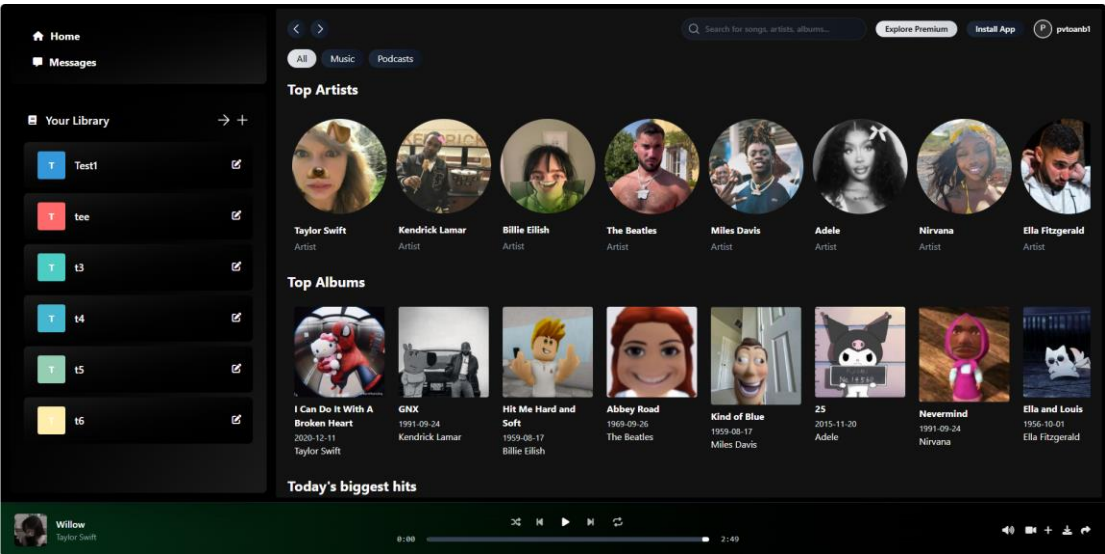 Home
Messages
Your Library
T Test1
T tee
T t3
T t4
T t5
T t6
Search for songs, artists, albums...
Explore Premium
Install App
P pvtoanb1
All
Music
Podcasts
Top Artists
Taylor Swift
Artist
Kendrick Lamar
Artist
Billie Eilish
Artist
The Beatles
Artist
Miles Davis
Artist
Adele
Artist
Nirvana
Artist
Ella Fitzgerald
Artist
Top Albums
I Can Do It With A
Broken Heart
2020-12-11
Taylor Swift
GNX
1991-09-24
Kendrick Lamar
Hit Me Hard and
Soft
1959-08-17
Billie Eilish
Abbey Road
1969-09-26
The Beatles
Kind of Blue
1959-08-17
Miles Davis
25
2015-11-20
Adele
Nevermind
1991-09-24
Nirvana
Ella and Louis
1956-10-01
Ella Fitzgerald
Today's biggest hits
Willow
Taylor Swift
0:00
2:49